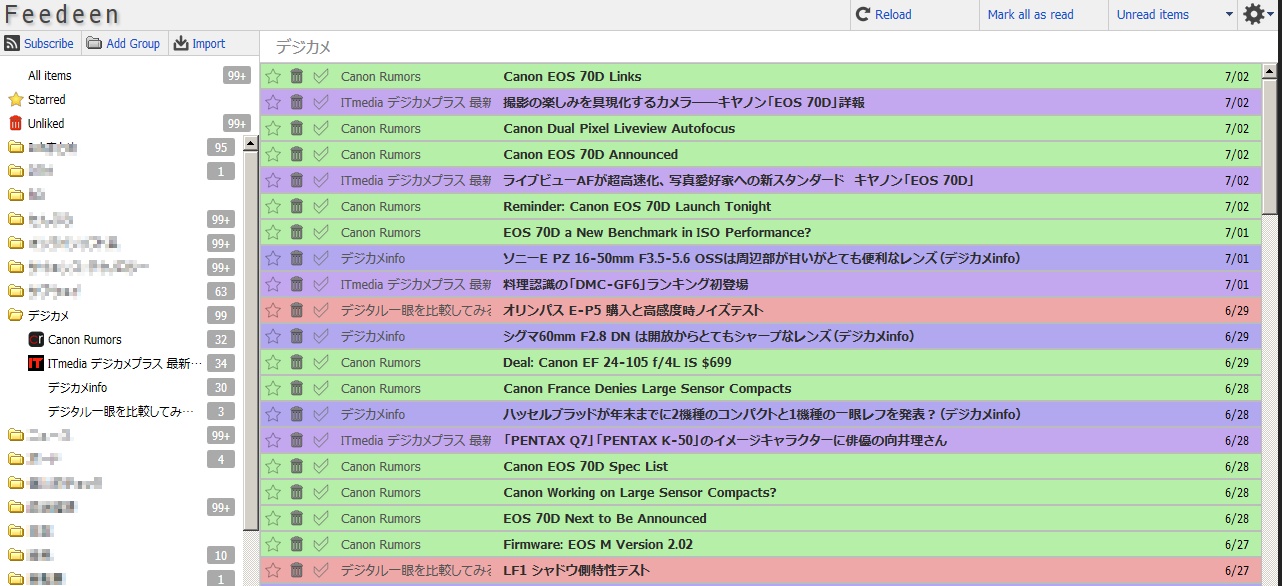 Feedeen
Reload
Mark all as read
Unread items
Subscribe
Add Group
Import
デジカメ
All items 99+
Starred
Unliked 99+
95
1
99+
99+
99+
63
デジカメ 99
Canon Rumors 32
ITmedia デジカメプラス 最新… 34
デジカメinfo 30
デジタル一眼を比較してみ… 3
99+
4
99+
10
1
Canon Rumors Canon EOS 70D Links 7/02
ITmedia デジカメプラス 最新 撮影の楽しみを具現化するカメラ――キヤノン「EOS 70D」詳報 7/02
Canon Rumors Canon Dual Pixel Liveview Autofocus 7/02
Canon Rumors Canon EOS 70D Announced 7/02
ITmedia デジカメプラス 最新 ライブビューAFが超高速化、写真愛好家への新スタンダード　キヤノン「EOS 70D」 7/02
Canon Rumors Reminder: Canon EOS 70D Launch Tonight 7/02
Canon Rumors EOS 70D a New Benchmark in ISO Performance? 7/01
デジカメinfo ソニーE PZ 16-50mm F3.5-5.6 OSSは周辺部が甘いがとても便利なレンズ（デジカメinfo） 7/01
ITmedia デジカメプラス 最新 料理認識の「DMC-GF6」ランキング初登場 7/01
デジタル一眼を比較してみる オリンパス E-P5 購入と高感度時ノイズテスト 6/29
デジカメinfo シグマ60mm F2.8 DN は開放からとてもシャープなレンズ（デジカメinfo） 6/29
Canon Rumors Deal: Canon EF 24-105 f/4L IS $699 6/29
Canon Rumors Canon France Denies Large Sensor Compacts 6/28
デジカメinfo ハッセルブラッドが年末までに2機種のコンパクトと1機種の一眼レフを発表？（デジカメinfo） 6/28
ITmedia デジカメプラス 最新 「PENTAX Q7」「PENTAX K-50」のイメージキャラクターに俳優の向井理さん 6/28
Canon Rumors Canon EOS 70D Spec List 6/28
Canon Rumors Canon Working on Large Sensor Compacts? 6/28
Canon Rumors EOS 70D Next to Be Announced 6/28
Canon Rumors Firmware: EOS M Version 2.02 6/27
デジタル一眼を比較してみる LF1 シャドウ側特性テスト 6/27